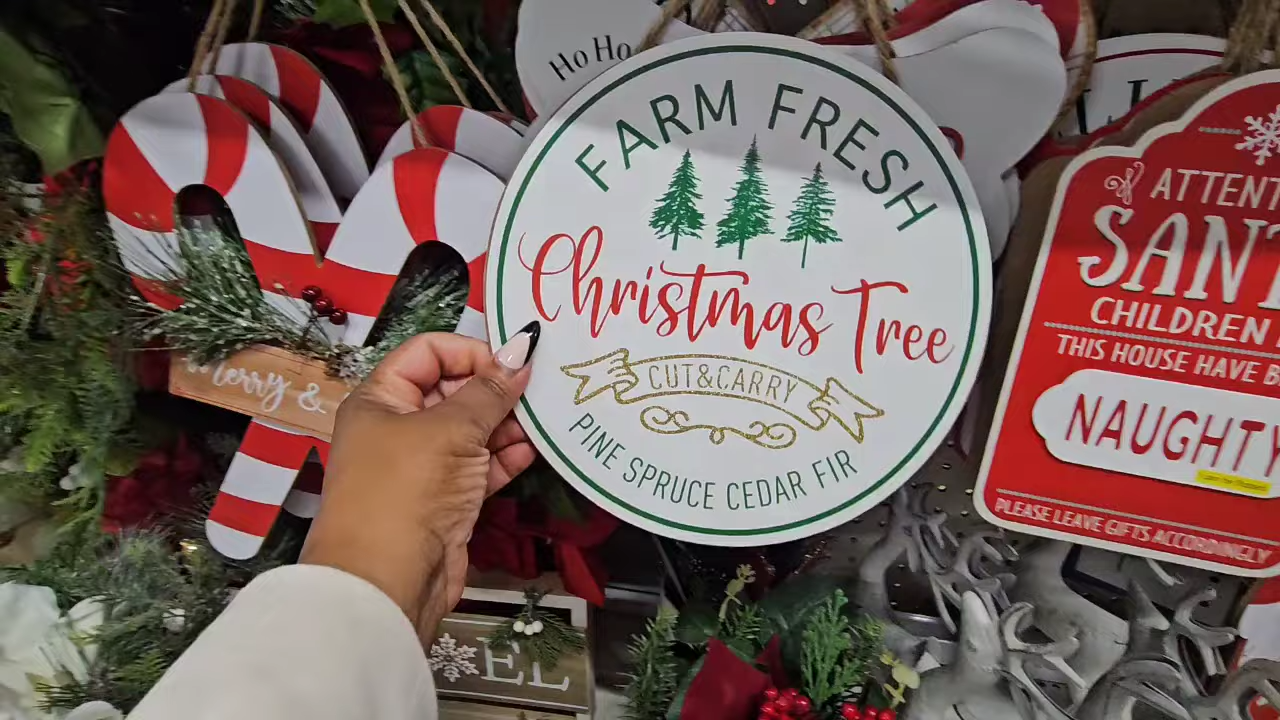 Ho Ho
FARM FRESH
Christmas Tree
CUT&CARRY
PINE SPRUCE CEDAR FIR
Merry &
SANT
CHILDREN
THIS HOUSE HAVE B
NAUGHTY
PLEASE LEAVE GIFTS ACCORDINGLY
EL